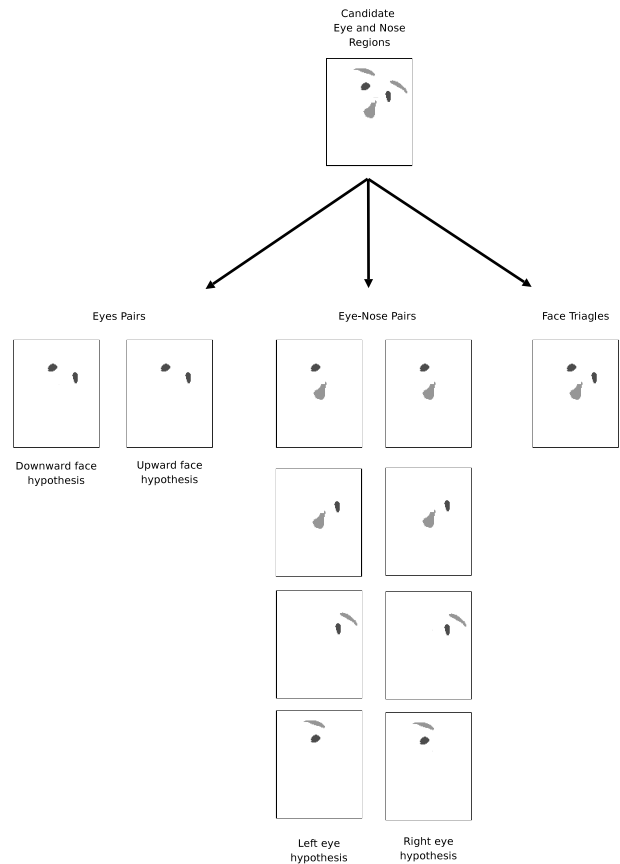 Candidate
Eye and Nose
Regions
Eyes Pairs
Eye-Nose Pairs
Face Triagles
Downward face
hypothesis
Upward face
hypothesis
Left eye
hypothesis
Right eye
hypothesis